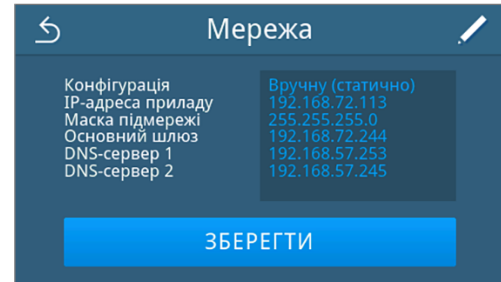 Мережа
Конфігурація Вручну (статично)
IP-адреса приладу 192.168.72.113
Маска підмережі 255.255.255.0
Основний шлюз 192.168.72.244
DNS-сервер 1 192.168.57.253
DNS-сервер 2 192.168.57.245
ЗБЕРЕГТИ